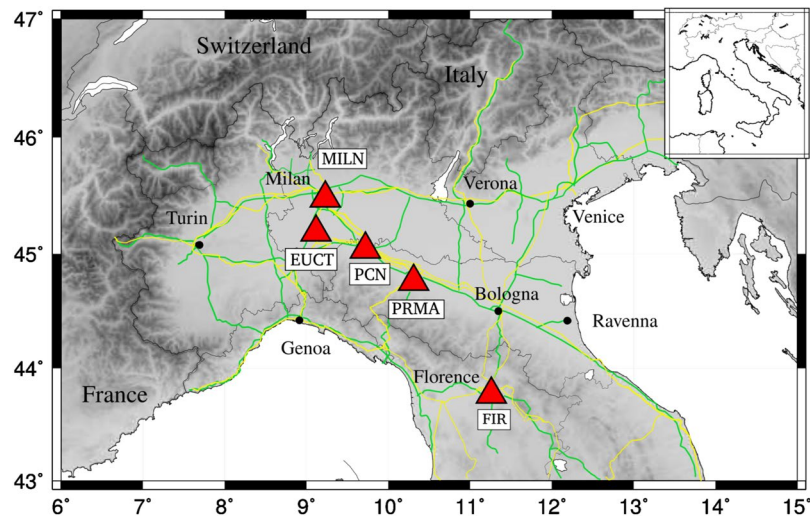 47°
Switzerland
Italy
46°
MILN
Milan
Verona
Turin
Venice
45°
EUCT
PCN
PRMA
Bologna
Ravenna
Genoa
44°
Florence
France
FIR
43°
6° 7° 8° 9° 10° 11° 12° 13° 14° 15°